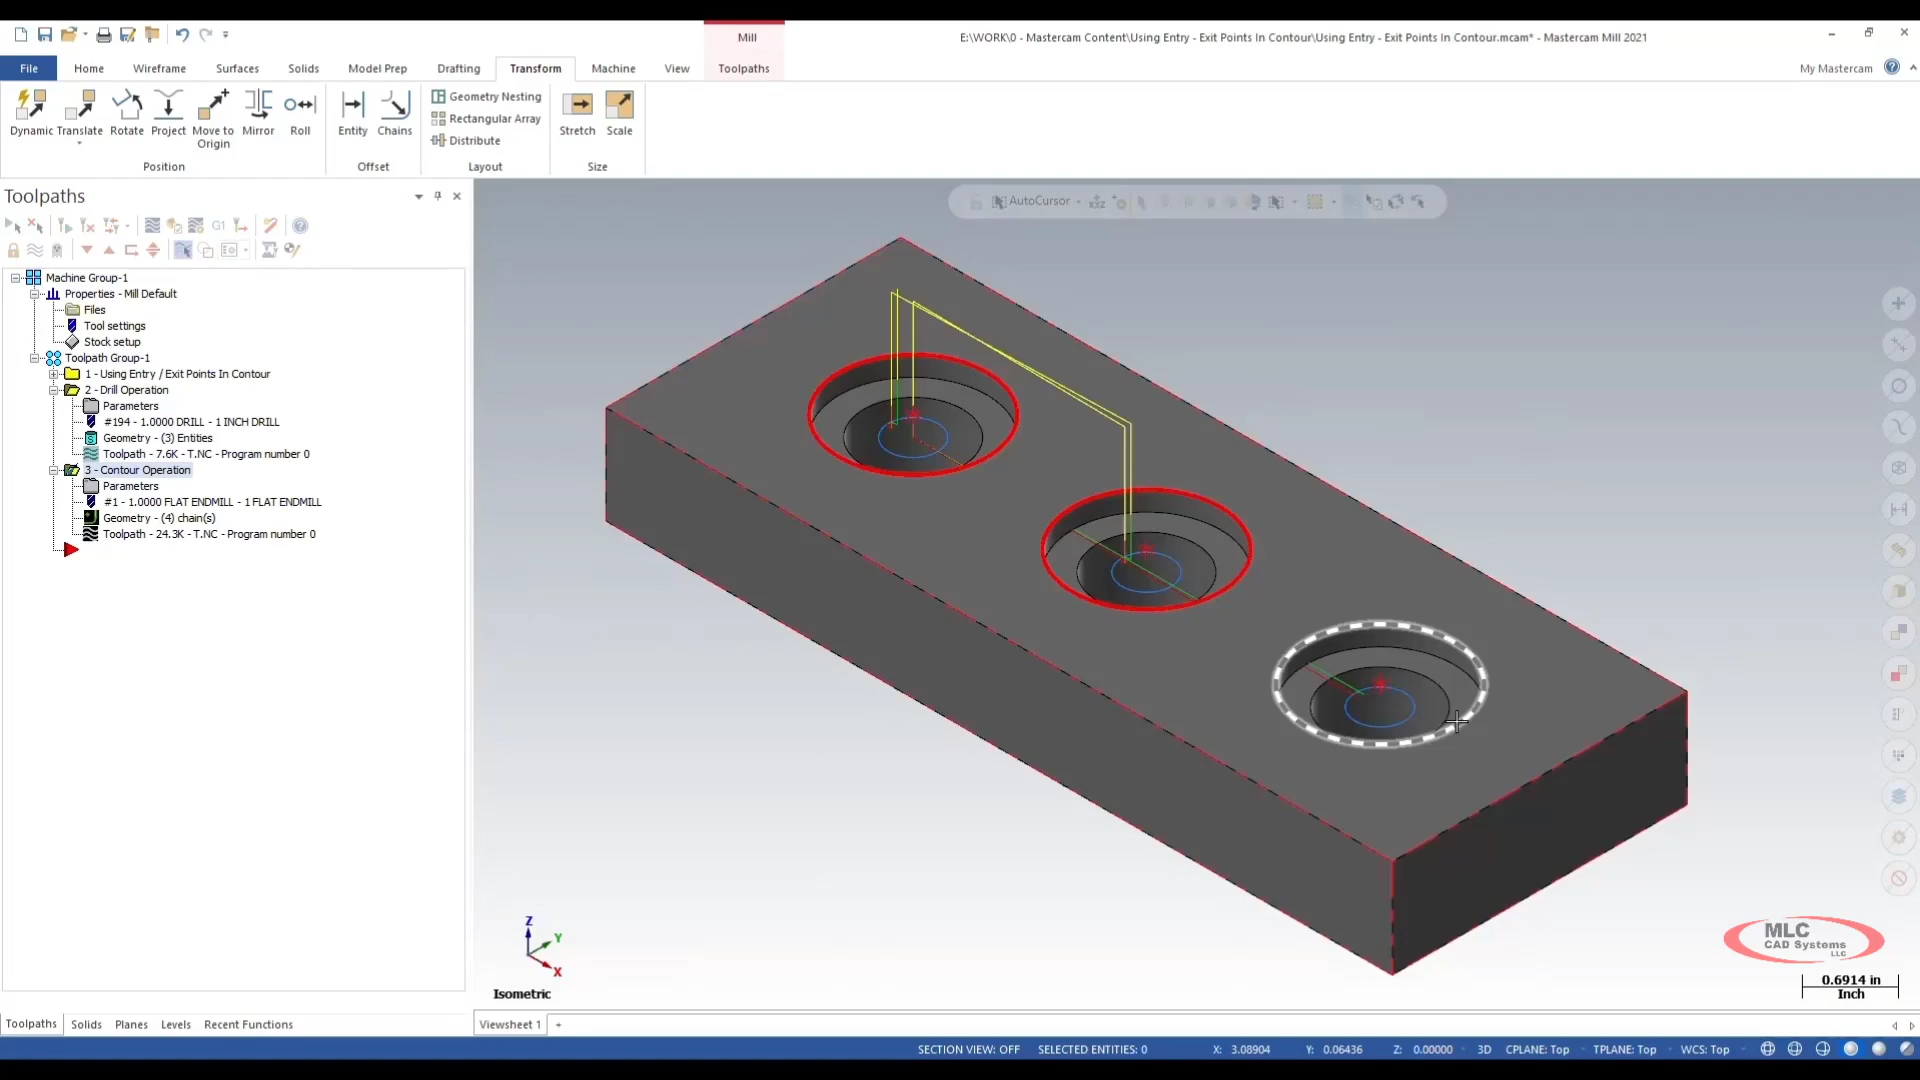 Mill
E:\WORK\0 - Mastercam Content\Using Entry - Exit Points In Contour\Using Entry - Exit Points In Contour.mcam* - Mastercam Mill 2021
File Home Wireframe Surfaces Solids Model Prep Drafting Transform Machine View Toolpaths My Mastercam
Dynamic Translate Rotate Project Move to Origin Mirror Roll
Position
Entity Chains
Offset
Geometry Nesting
Rectangular Array
Distribute
Layout
Stretch Scale
Size
Toolpaths
G1
AutoCursor
XYZ
Machine Group-1
Properties - Mill Default
Files
Tool settings
Stock setup
Toolpath Group-1
1 - Using Entry / Exit Points In Contour
2 - Drill Operation
Parameters
#194 - 1.0000 DRILL - 1 INCH DRILL
Geometry - (3) Entities
Toolpath - 7.6K - T.NC - Program number 0
3 - Contour Operation
Parameters
#1 - 1.0000 FLAT ENDMILL - 1 FLAT ENDMILL
Geometry - (4) chain(s)
Toolpath - 24.3K - T.NC - Program number 0
Z
Y
X
Isometric
MLC
CAD Systems
LLC
0.6914 in
Inch
Toolpaths Solids Planes Levels Recent Functions
Viewsheet 1 +
SECTION VIEW: OFF SELECTED ENTITIES: 0 X: 3.08904 Y: 0.06436 Z: 0.00000 3D CPLANE: Top TPLANE: Top WCS: Top